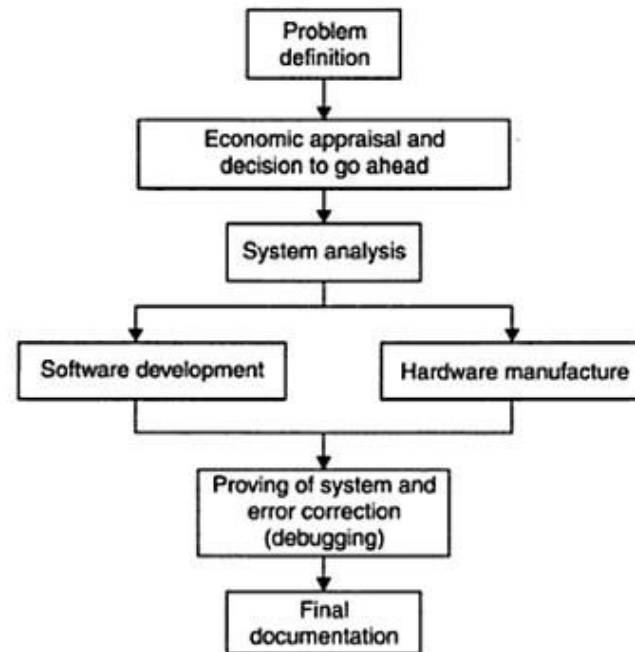 Problem
definition
Economic appraisal and
decision to go ahead
System analysis
Software development
Hardware manufacture
Proving of system and
error correction
(debugging)
Final
documentation